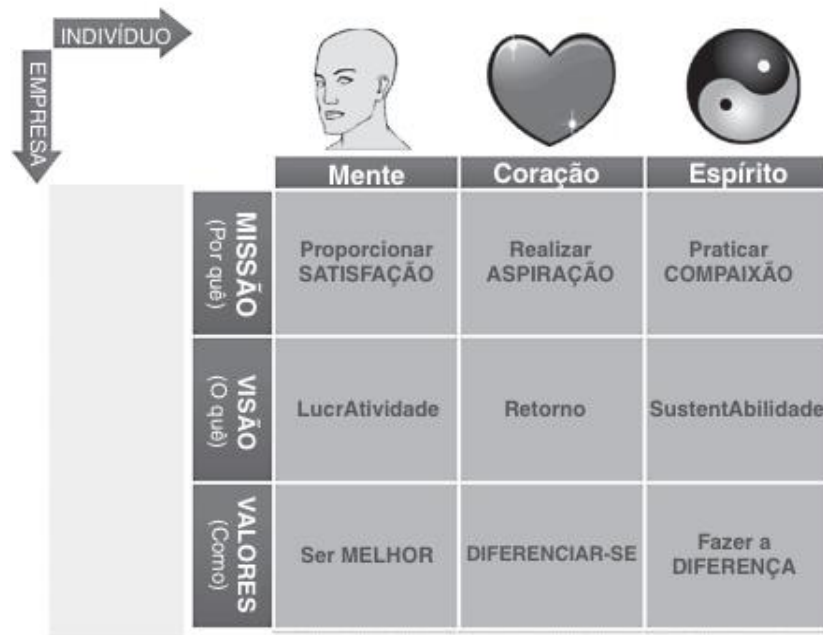 INDIVÍDUO
EMPRESA
Mente
Coração
Espírito
MISSÃO
(Por quê)
Proporcionar
SATISFAÇÃO
Realizar
ASPIRAÇÃO
Praticar
COMPAIXÃO
VISÃO
(O quê)
LucrAtividade
Retorno
SustentAbilidade
VALORES
(Como)
Ser MELHOR
DIFERENCIAR-SE
Fazer a
DIFERENÇA